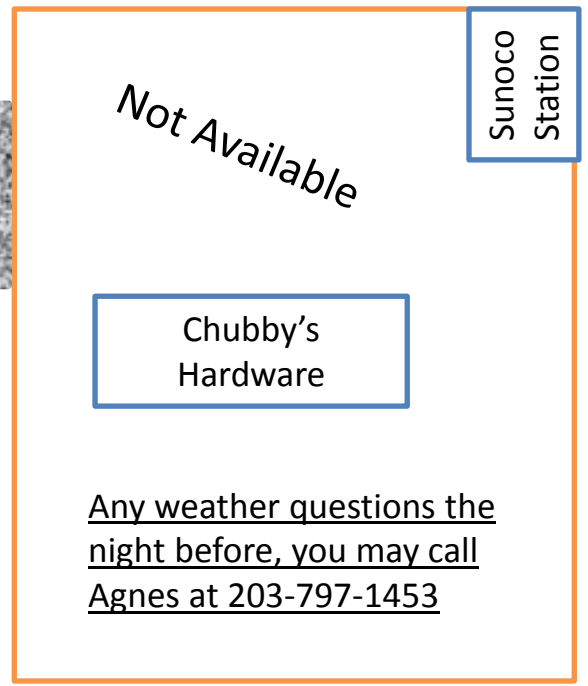 Sunoco
Station
Not Available
Chubby’s
Hardware
Any weather questions the
night before, you may call
Agnes at 203-797-1453